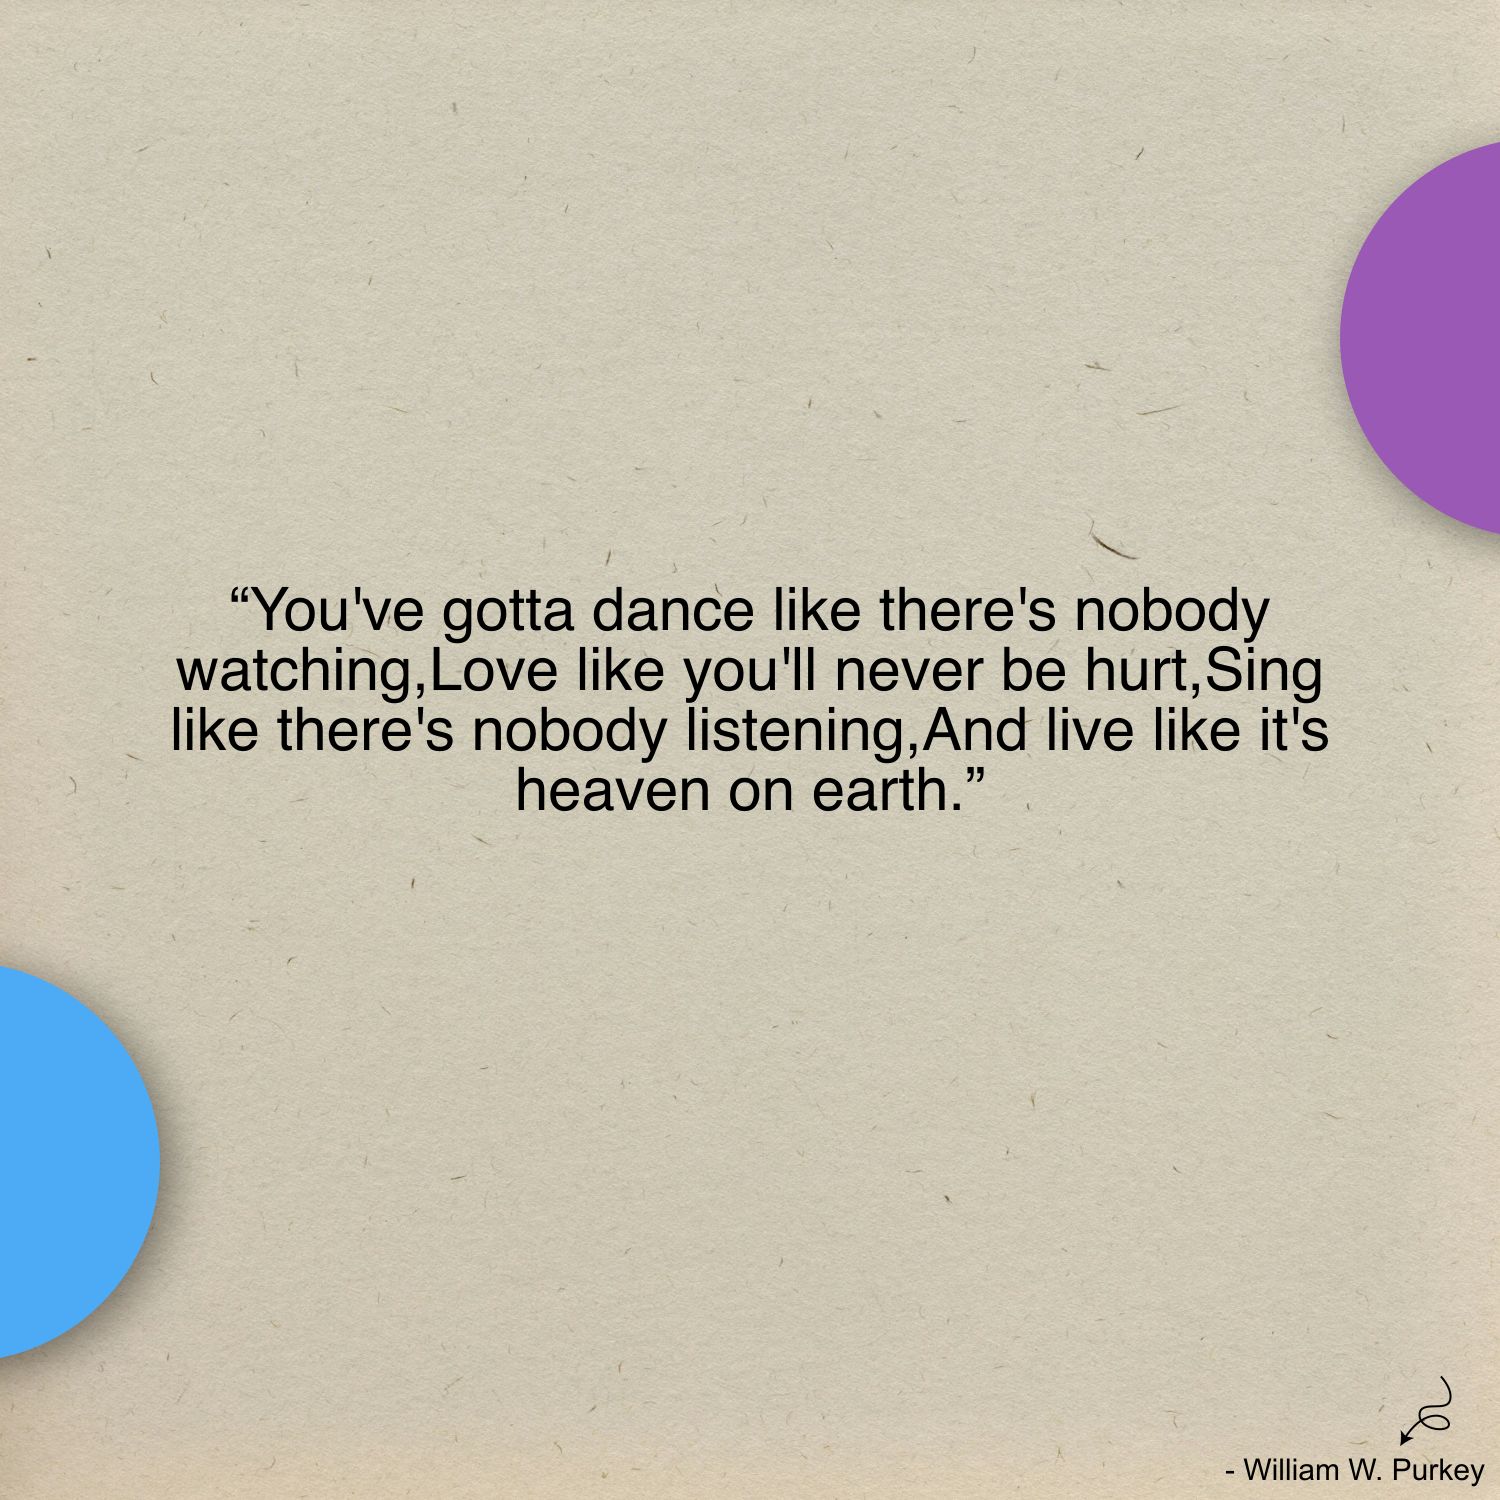 “You've gotta dance like there's nobody
watching,Love like you'll never be hurt,Sing
like there's nobody listening,And live like it's
heaven on earth.”
- William W. Purkey